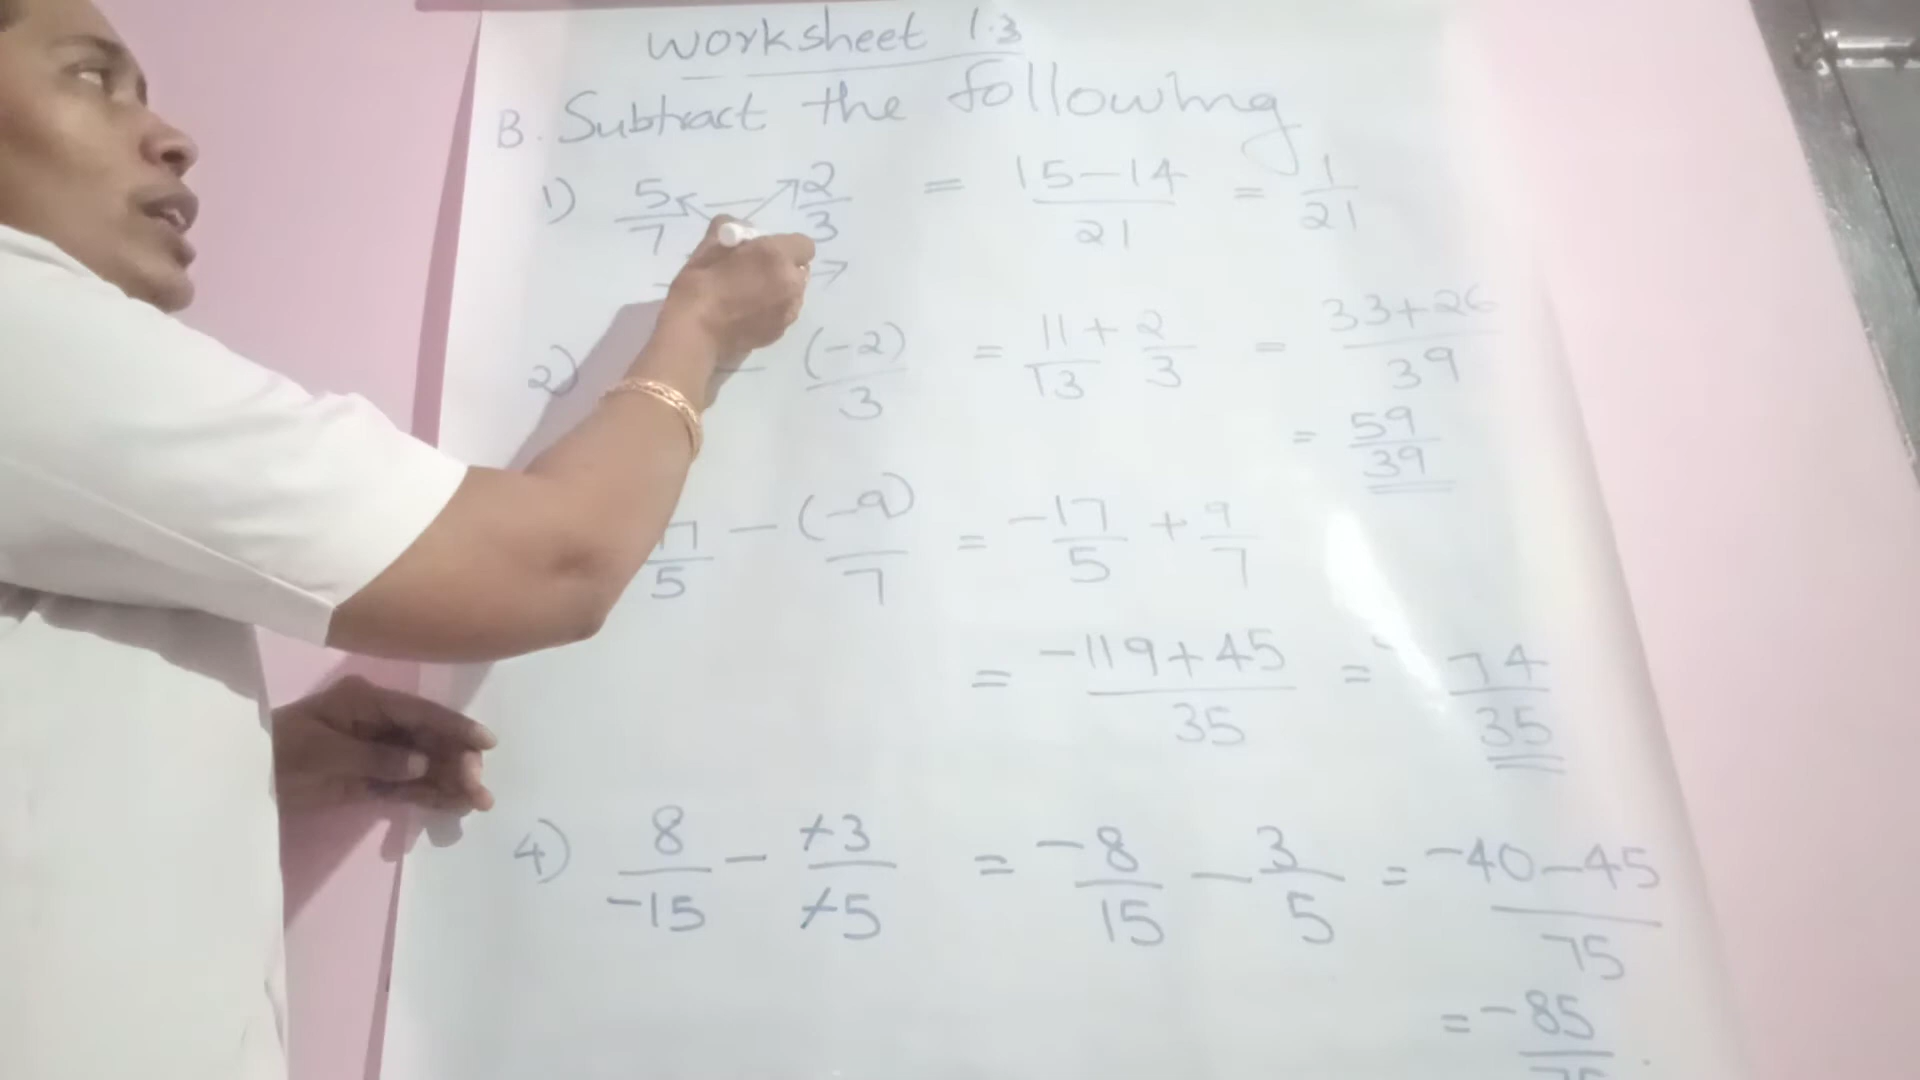 Worksheet 1.3
B. Subtract the following
1) 5/7 - 2/3 = 15-14/21 = 1/21
2) - (-2)/3 = 11/13 + 2/3 = 33+26/39
= 59/39
17/5 - (-9)/7 = -17/5 + 9/7
= -119+45/35 = -74/35
4) 8/-15 - -3/-5 = -8/15 - 3/5 = -40-45/75
= -85/75